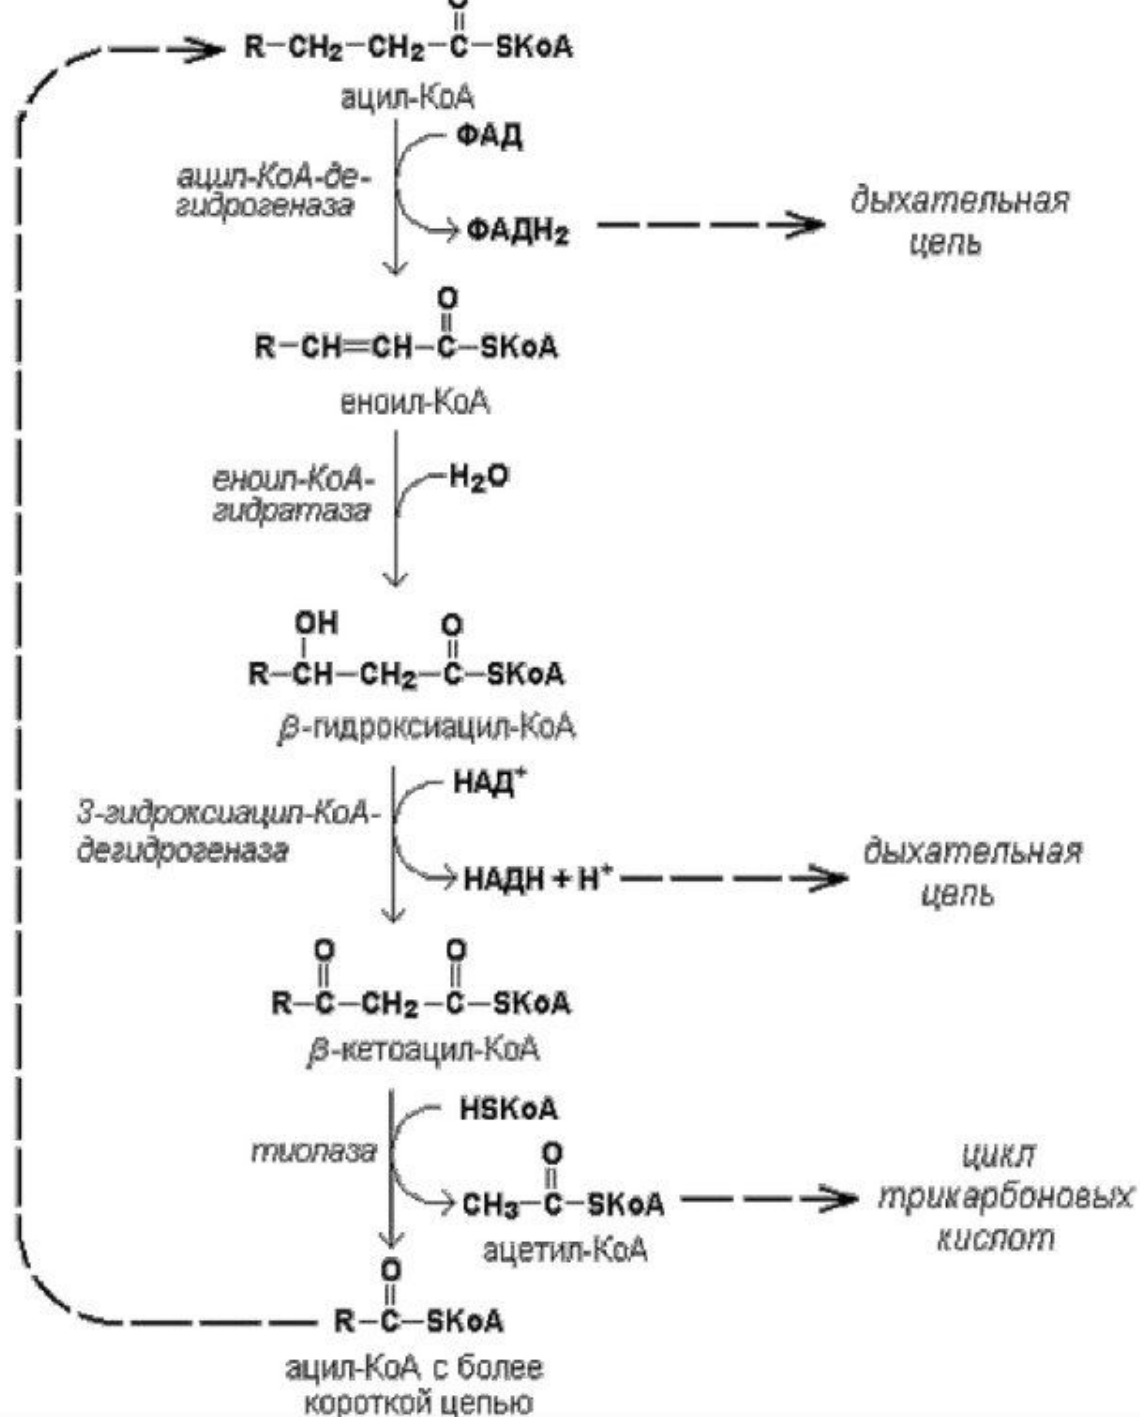 O
R–CH₂–CH₂–C–SKoA
ацил-КоА
ФАД
ацил-КоА-де-
гидрогеназа
ФАДН₂
дыхательная
цепь
O
R–CH=CH–C–SKoA
еноил-КоА
еноил-КоА-
гидратаза
H₂O
OH O
R–CH–CH₂–C–SKoA
β-гидроксиацил-КоА
НАД⁺
3-гидроксиацил-КоА-
дегидрогеназа
НАДН + Н⁺
дыхательная
цепь
O O
R–C–CH₂–C–SKoA
β-кетоацил-КоА
HSKoA
тиолаза
O
CH₃–C–SKoA
ацетил-КоА
цикл
трикарбоновых
кислот
O
R–C–SKoA
ацил-КоА с более
короткой цепью